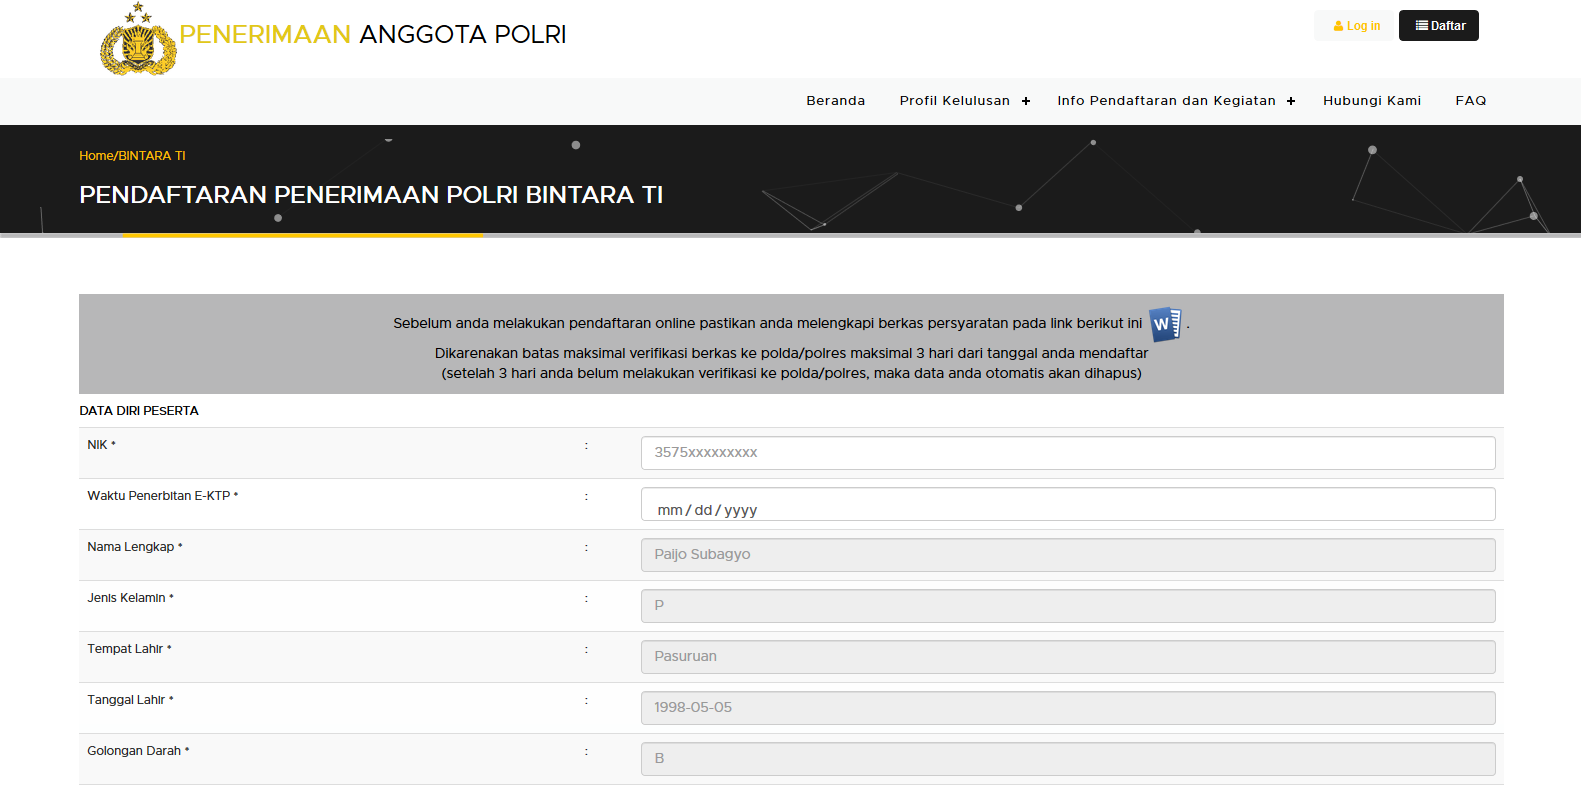 PENERIMAAN ANGGOTA POLRI
Log in
Daftar
Beranda
Profil Kelulusan +
Info Pendaftaran dan Kegiatan +
Hubungi Kami
FAQ
Home/BINTARA TI
PENDAFTARAN PENERIMAAN POLRI BINTARA TI
Sebelum anda melakukan pendaftaran online pastikan anda melengkapi berkas persyaratan pada link berikut ini W .
Dikarenakan batas maksimal verifikasi berkas ke polda/polres maksimal 3 hari dari tanggal anda mendaftar
(setelah 3 hari anda belum melakukan verifikasi ke polda/polres, maka data anda otomatis akan dihapus)
DATA DIRI PESERTA
NIK * : 3575xxxxxxxxx
Waktu Penerbitan E-KTP * : mm/dd/yyyy
Nama Lengkap * : Paijo Subagyo
Jenis Kelamin * : P
Tempat Lahir * : Pasuruan
Tanggal Lahir * : 1998-05-05
Golongan Darah * : B